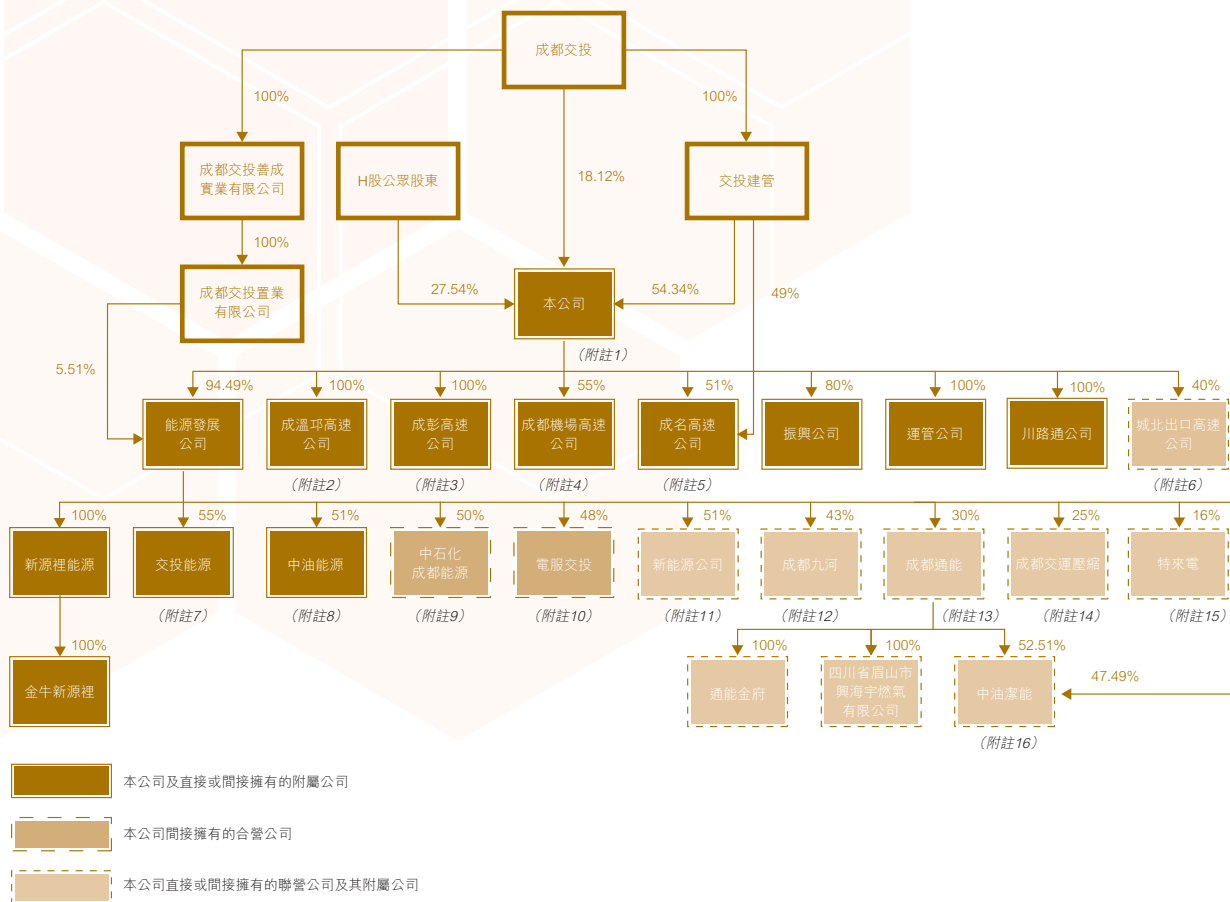 成都交投
100%
100%
成都交投善成
實業有限公司
H股公眾股東
18.12%
交投建管
100%
成都交投置業
有限公司
27.54%
本公司
54.34%
49%
(附註1)
5.51%
94.49%
100%
100%
55%
51%
80%
100%
100%
40%
能源發展
公司
成溫邛高速
公司
成彭高速
公司
成都機場高速
公司
成名高速
公司
振興公司
運管公司
川路通公司
城北出口高速
公司
(附註2)
(附註3)
(附註4)
(附註5)
(附註6)
100%
55%
51%
50%
48%
51%
43%
30%
25%
16%
新源裡能源
交投能源
中油能源
中石化
成都能源
電服交投
新能源公司
成都九河
成都通能
成都交運壓縮
特來電
(附註7)
(附註8)
(附註9)
(附註10)
(附註11)
(附註12)
(附註13)
(附註14)
(附註15)
100%
100%
100%
52.51%
金牛新源裡
通能金府
四川省眉山市
興海宇燃氣
有限公司
中油潔能
47.49%
(附註16)
本公司及直接或間接擁有的附屬公司
本公司間接擁有的合營公司
本公司直接或間接擁有的聯營公司及其附屬公司